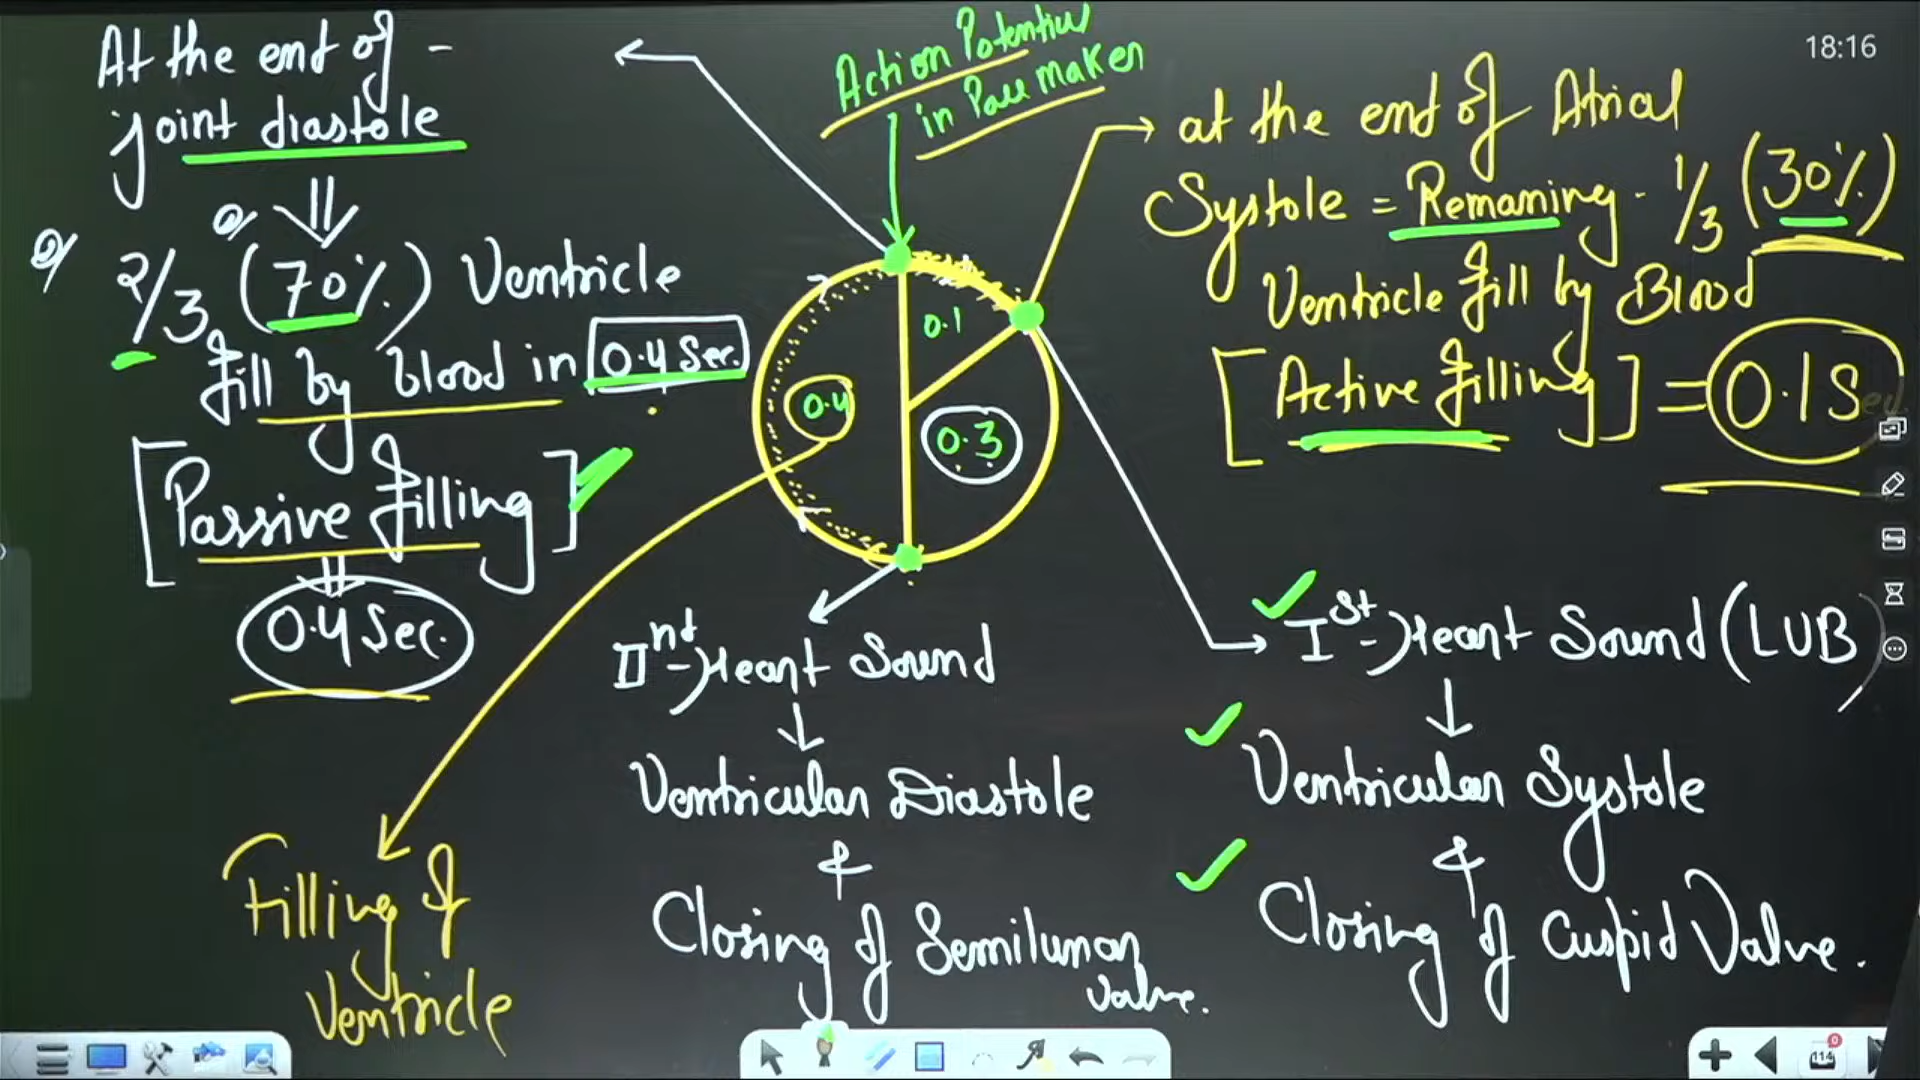 18:16
At the end of -
joint diastole
2/3 (70%) Ventricle
fill by blood in 0.4 Sec.
[Passive filling]
0.4 Sec.
Filling of
Ventricle
Action Potential
in Pace maker
0.1
0.4
0.3
at the end of Atrial
Systole = Remaning - 1/3 (30%)
Ventricle fill by Blood
[Active filling] = 0.1 Sec
IInd Heart Sound
Ventricular Diastole
&
Closing of Semilunar
Valve.
Ist Heart Sound (LUB)
Ventricular Systole
&
Closing of Cuspid Valve.
114
0